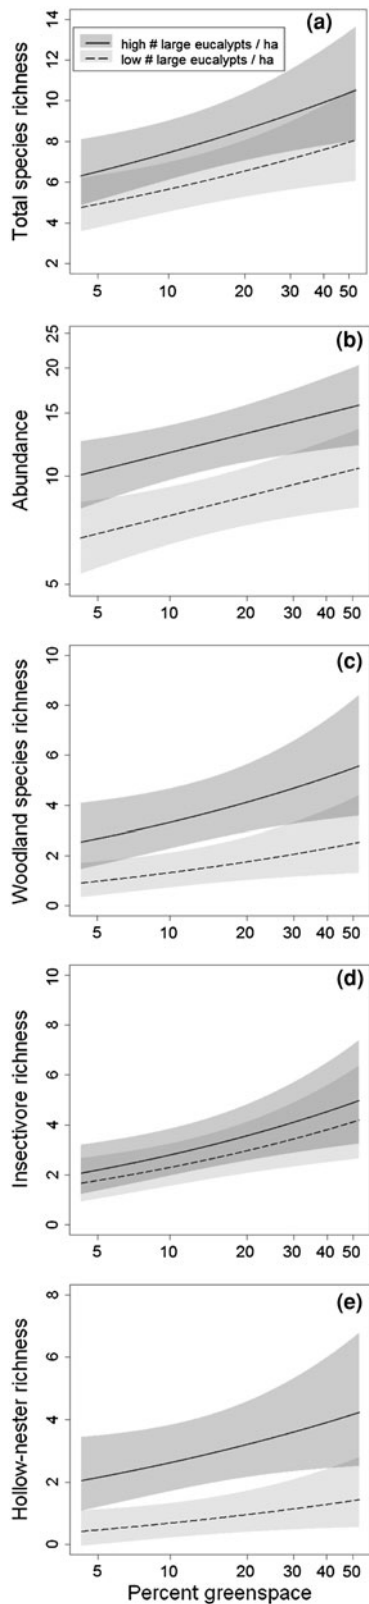 (a)
high # large eucalypts / ha
low # large eucalypts / ha
Total species richness
14
12
10
8
6
4
2
5 10 20 30 40 50
(b)
Abundance
25
20
15
10
5
5 10 20 30 40 50
(c)
Woodland species richness
10
8
6
4
2
0
5 10 20 30 40 50
(d)
Insectivore richness
10
8
6
4
2
0
5 10 20 30 40 50
(e)
Hollow-nester richness
8
6
4
2
0
5 10 20 30 40 50
Percent greenspace